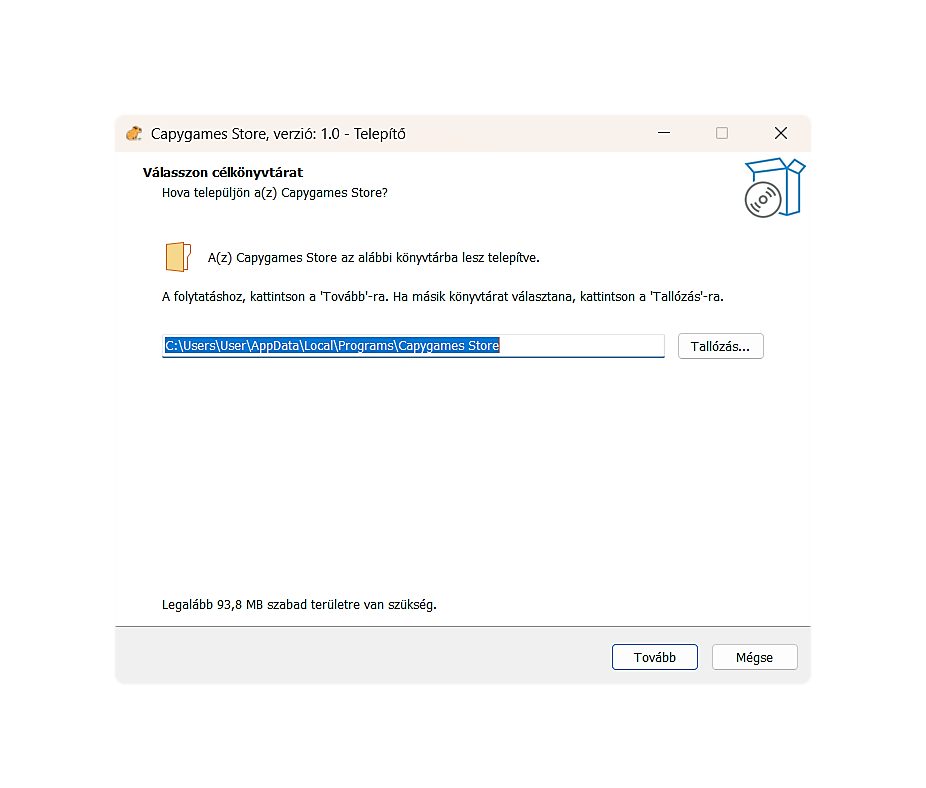 Capygames Store, verzió: 1.0 - Telepítő
Válasszon célkönyvtárat
Hova települjön a(z) Capygames Store?
A(z) Capygames Store az alábbi könyvtárba lesz telepítve.
A folytatáshoz, kattintson a 'Tovább'-ra. Ha másik könyvtárat választana, kattintson a 'Tallózás'-ra.
C:\Users\User\AppData\Local\Programs\Capygames Store
Tallózás...
Legalább 93,8 MB szabad területre van szükség.
Tovább
Mégse